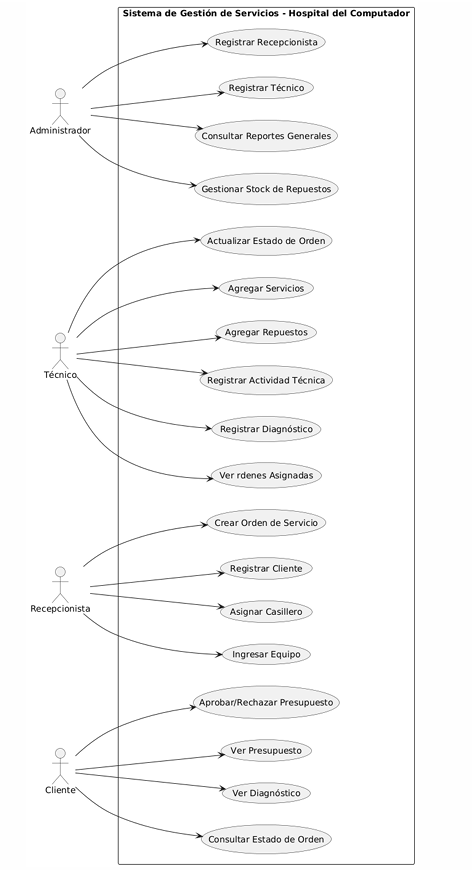 Sistema de Gestión de Servicios - Hospital del Computador
Registrar Recepcionista
Registrar Técnico
Administrador
Consultar Reportes Generales
Gestionar Stock de Repuestos
Actualizar Estado de Orden
Agregar Servicios
Agregar Repuestos
Técnico
Registrar Actividad Técnica
Registrar Diagnóstico
Ver rdenes Asignadas
Crear Orden de Servicio
Registrar Cliente
Recepcionista
Asignar Casillero
Ingresar Equipo
Aprobar/Rechazar Presupuesto
Ver Presupuesto
Cliente
Ver Diagnóstico
Consultar Estado de Orden